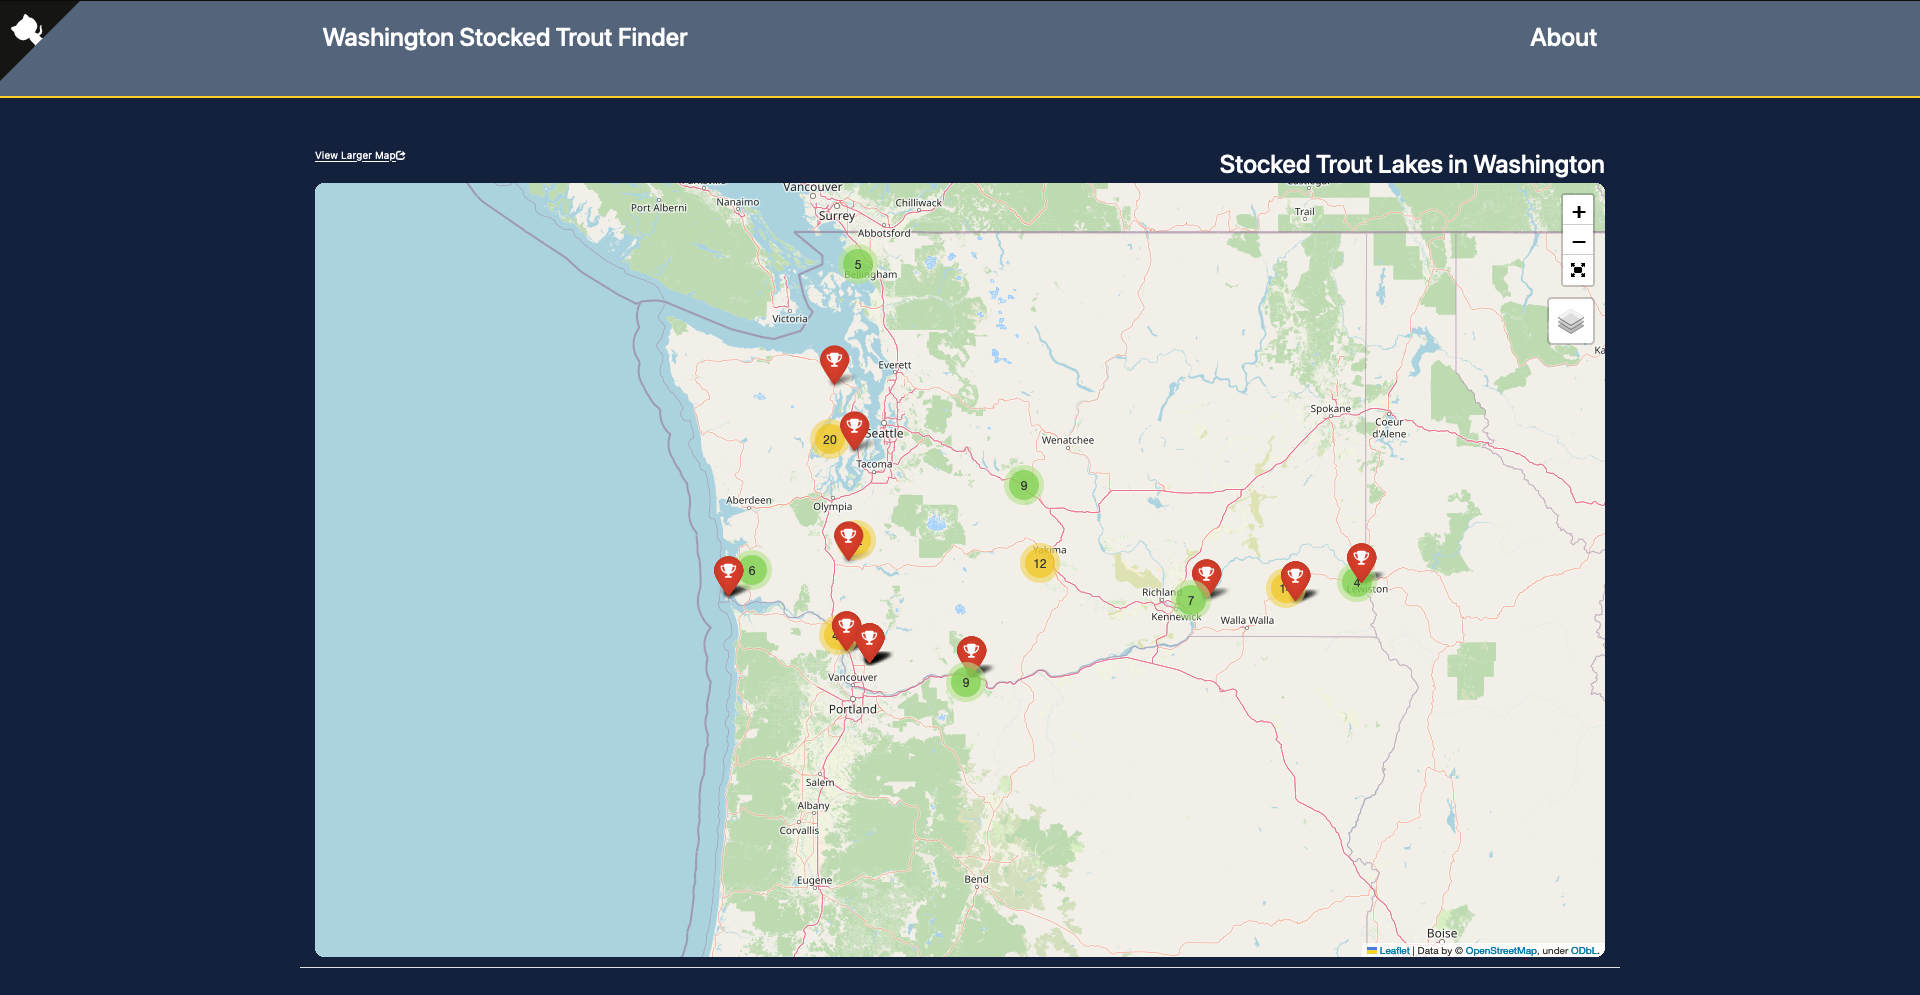 Washington Stocked Trout Finder
About
View Larger Map
Stocked Trout Lakes in Washington
Vancouver
Nanaimo
Port Alberni
Chilliwack
Surrey
Trail
Abbotsford
+
−
5
Bellingham
Victoria
Everett
Spokane
Coeur
d'Alene
20
Seattle
Wenatchee
Tacoma
9
Aberdeen
Olympia
Yakima
12
6
4
Lewiston
Richland
7
Kennewick
Walla Walla
Vancouver
9
Portland
Salem
Albany
Corvallis
Eugene
Bend
Boise
Leaflet | Data by © OpenStreetMap, under ODbL.